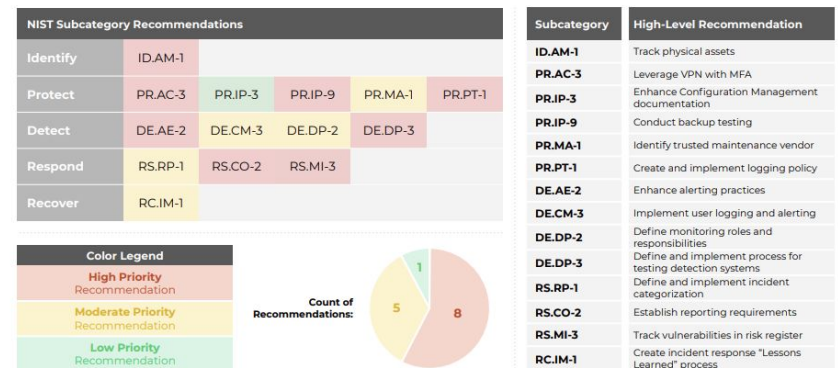 NIST Subcategory Recommendations
Identify ID.AM-1
Protect PR.AC-3 PR.IP-3 PR.IP-9 PR.MA-1 PR.PT-1
Detect DE.AE-2 DE.CM-3 DE.DP-2 DE.DP-3
Respond RS.RP-1 RS.CO-2 RS.MI-3
Recover RC.IM-1
Color Legend
High Priority
Recommendation
Moderate Priority
Recommendation
Low Priority
Recommendation
Count of
Recommendations:
1
5
8
Subcategory High-Level Recommendation
ID.AM-1 Track physical assets
PR.AC-3 Leverage VPN with MFA
PR.IP-3 Enhance Configuration Management
documentation
PR.IP-9 Conduct backup testing
PR.MA-1 Identify trusted maintenance vendor
PR.PT-1 Create and implement logging policy
DE.AE-2 Enhance alerting practices
DE.CM-3 Implement user logging and alerting
DE.DP-2 Define monitoring roles and
responsibilities
DE.DP-3 Define and implement process for
testing detection systems
RS.RP-1 Define and implement incident
categorization
RS.CO-2 Establish reporting requirements
RS.MI-3 Track vulnerabilities in risk register
RC.IM-1 Create incident response "Lessons
Learned" process